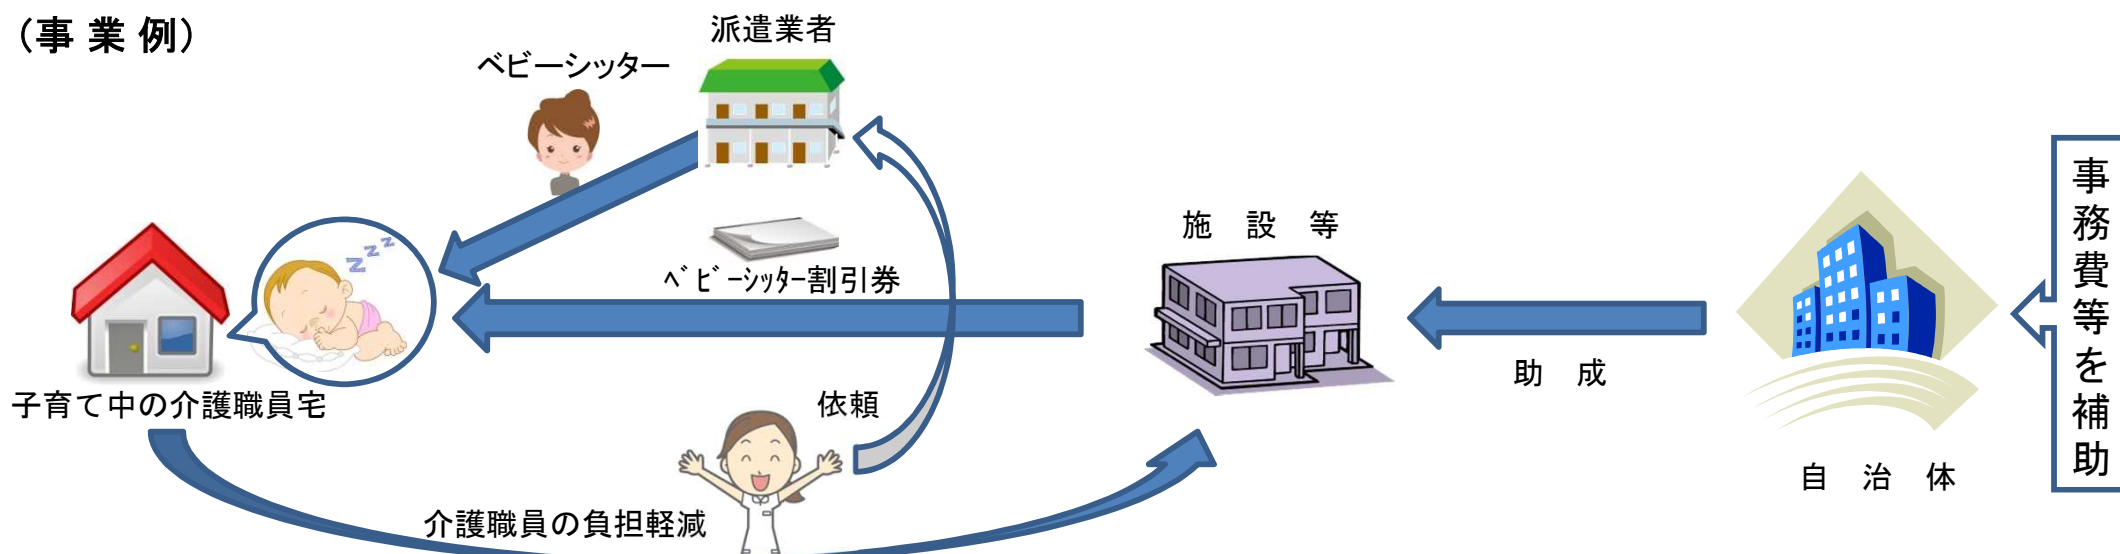 （事 業 例）
派遣業者
ベビーシッター
施 設 等
ﾍﾞﾋﾞｰｼｯﾀｰ割引券
助 成
子育て中の介護職員宅
依頼
自 治 体
介護職員の負担軽減
事務費等を補助